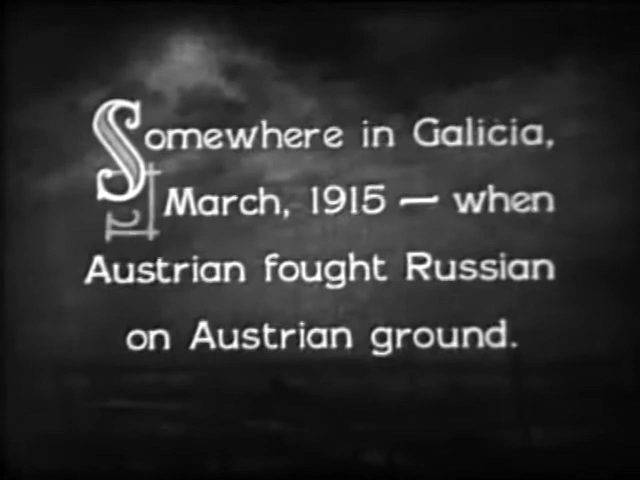 Somewhere in Galicia,
March, 1915 — when
Austrian fought Russian
on Austrian ground.